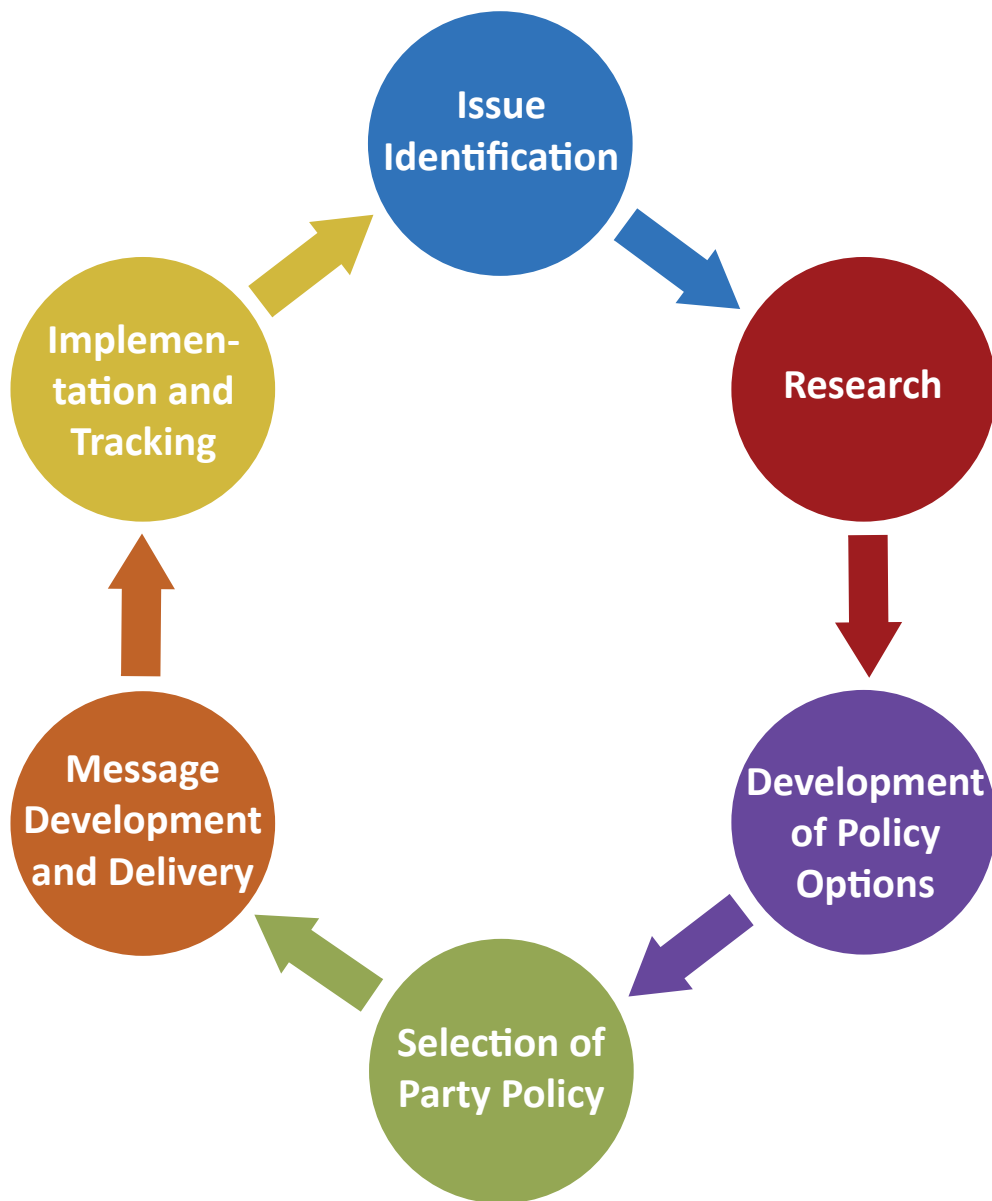 Issue
Identification
Research
Development
of Policy
Options
Selection of
Party Policy
Message
Development
and Delivery
Implemen-
tation and
Tracking